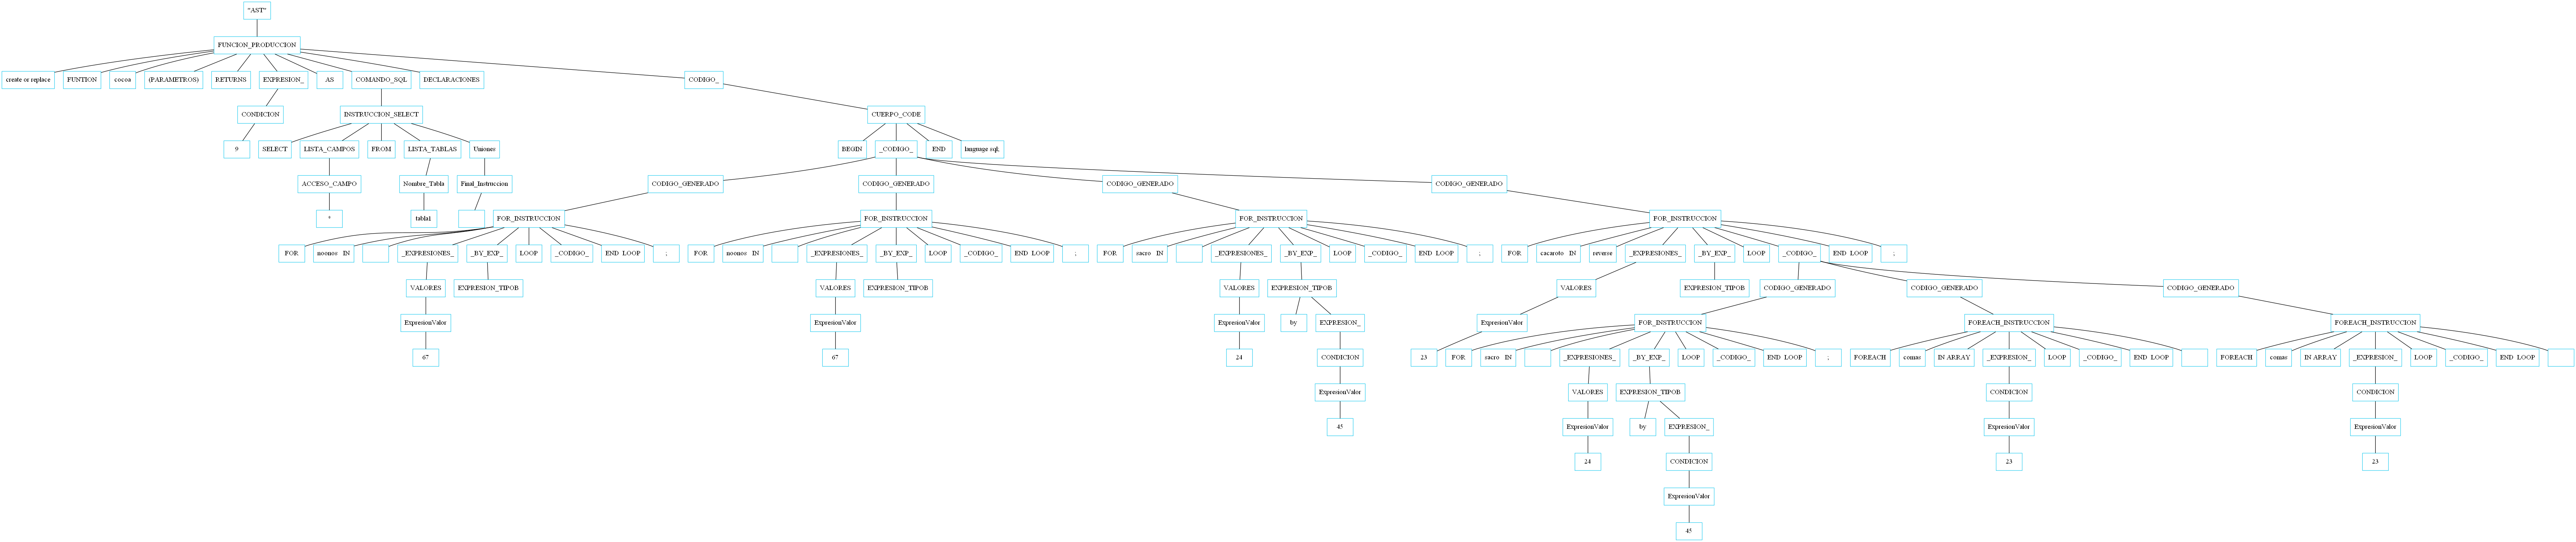 "AST"
FUNCION_PRODUCCION
create or replace FUNTION cocoa (PARAMETROS) RETURNS EXPRESION_ AS COMANDO_SQL DECLARACIONES CODIGO_
CONDICION INSTRUCCION_SELECT CUERPO_CODE
9 SELECT LISTA_CAMPOS FROM LISTA_TABLAS Uniones BEGIN _CODIGO_ END language sql;
ACCESO_CAMPO Nombre_Tabla Final_Instruccion CODIGO_GENERADO CODIGO_GENERADO CODIGO_GENERADO CODIGO_GENERADO
* tabla1 FOR_INSTRUCCION FOR_INSTRUCCION FOR_INSTRUCCION FOR_INSTRUCCION
FOR noonos IN _EXPRESIONES_ _BY_EXP_ LOOP _CODIGO_ END LOOP ; FOR noonos IN _EXPRESIONES_ _BY_EXP_ LOOP _CODIGO_ END LOOP ; FOR sacro IN _EXPRESIONES_ _BY_EXP_ LOOP _CODIGO_ END LOOP ; FOR cacaroto IN reverse _EXPRESIONES_ _BY_EXP_ LOOP _CODIGO_ END LOOP ;
VALORES EXPRESION_TIPOB VALORES EXPRESION_TIPOB VALORES EXPRESION_TIPOB VALORES EXPRESION_TIPOB CODIGO_GENERADO CODIGO_GENERADO CODIGO_GENERADO
ExpresionValor ExpresionValor ExpresionValor by EXPRESION_ ExpresionValor FOR_INSTRUCCION FOREACH_INSTRUCCION FOREACH_INSTRUCCION
67 67 24 CONDICION 23 FOR sacro IN _EXPRESIONES_ _BY_EXP_ LOOP _CODIGO_ END LOOP ; FOREACH comas IN ARRAY _EXPRESION_ LOOP _CODIGO_ END LOOP FOREACH comas IN ARRAY _EXPRESION_ LOOP _CODIGO_ END LOOP
ExpresionValor VALORES EXPRESION_TIPOB CONDICION CONDICION
45 ExpresionValor by EXPRESION_ ExpresionValor ExpresionValor
24 CONDICION 23 23
ExpresionValor
45